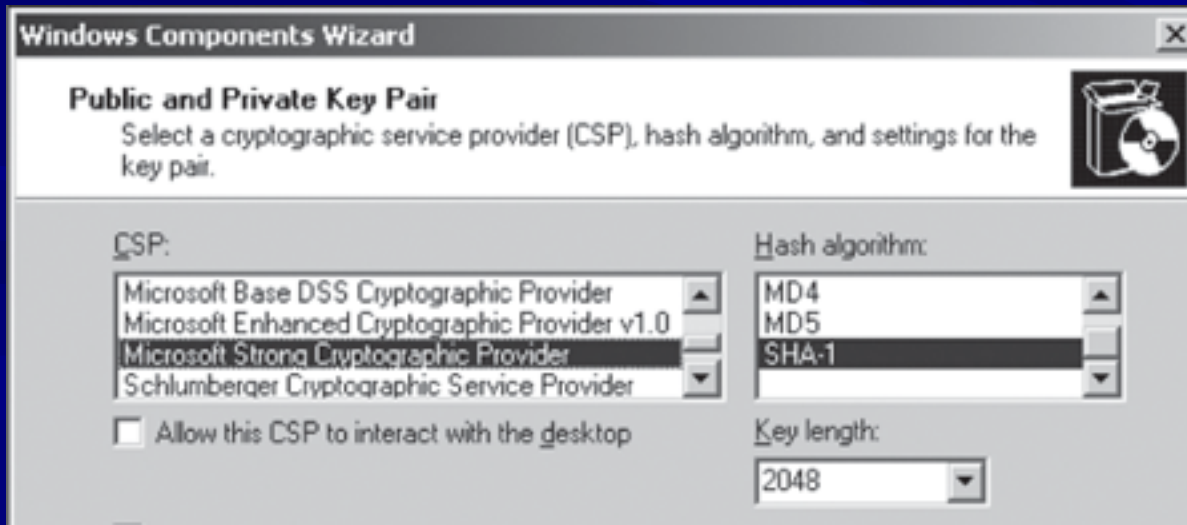 Windows Components Wizard
Public and Private Key Pair
Select a cryptographic service provider (CSP), hash algorithm, and settings for the
key pair.
CSP:
Microsoft Base DSS Cryptographic Provider
Microsoft Enhanced Cryptographic Provider v1.0
Microsoft Strong Cryptographic Provider
Schlumberger Cryptographic Service Provider
Allow this CSP to interact with the desktop
Hash algorithm:
MD4
MD5
SHA-1
Key length:
2048